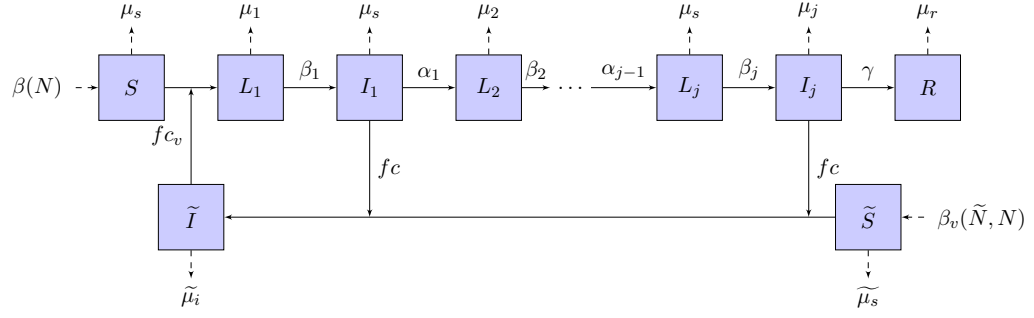 μ_s μ_1 μ_s μ_2 μ_s μ_j μ_r
β(N) S L_1 β_1 I_1 α_1 L_2 β_2 ⋯ α_{j−1} L_j β_j I_j γ R
fc_v fc fc
Ĩ S̃ β_v(Ñ, N)
μ̃_i μ̃_s